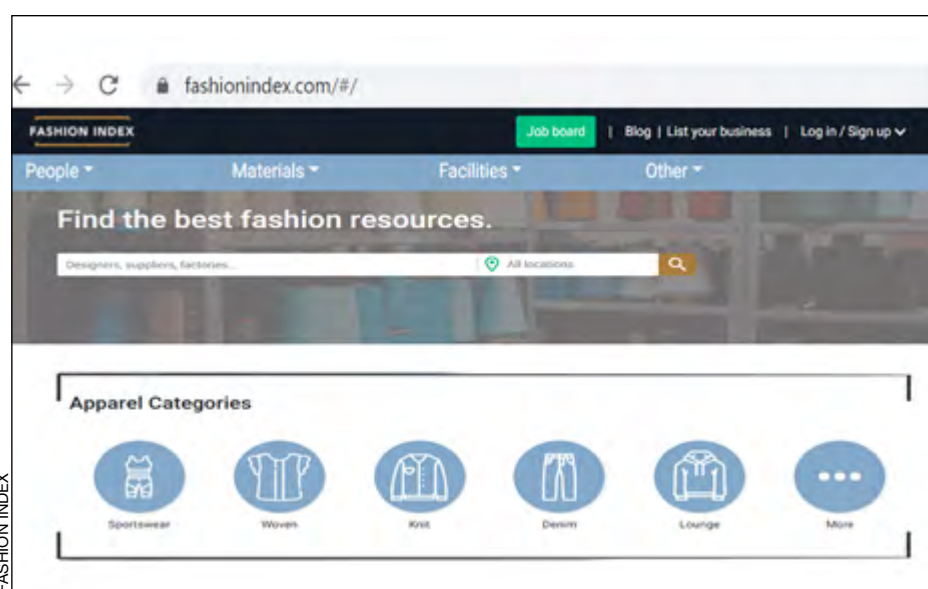 fashionindex.com/#/
FASHION INDEX
Job board | Blog | List your business | Log in / Sign up
People Materials Facilities Other
Find the best fashion resources.
Designers, suppliers, factories... All locations
Apparel Categories
Sportswear Woven Knit Denim Lounge More
FASHION INDEX